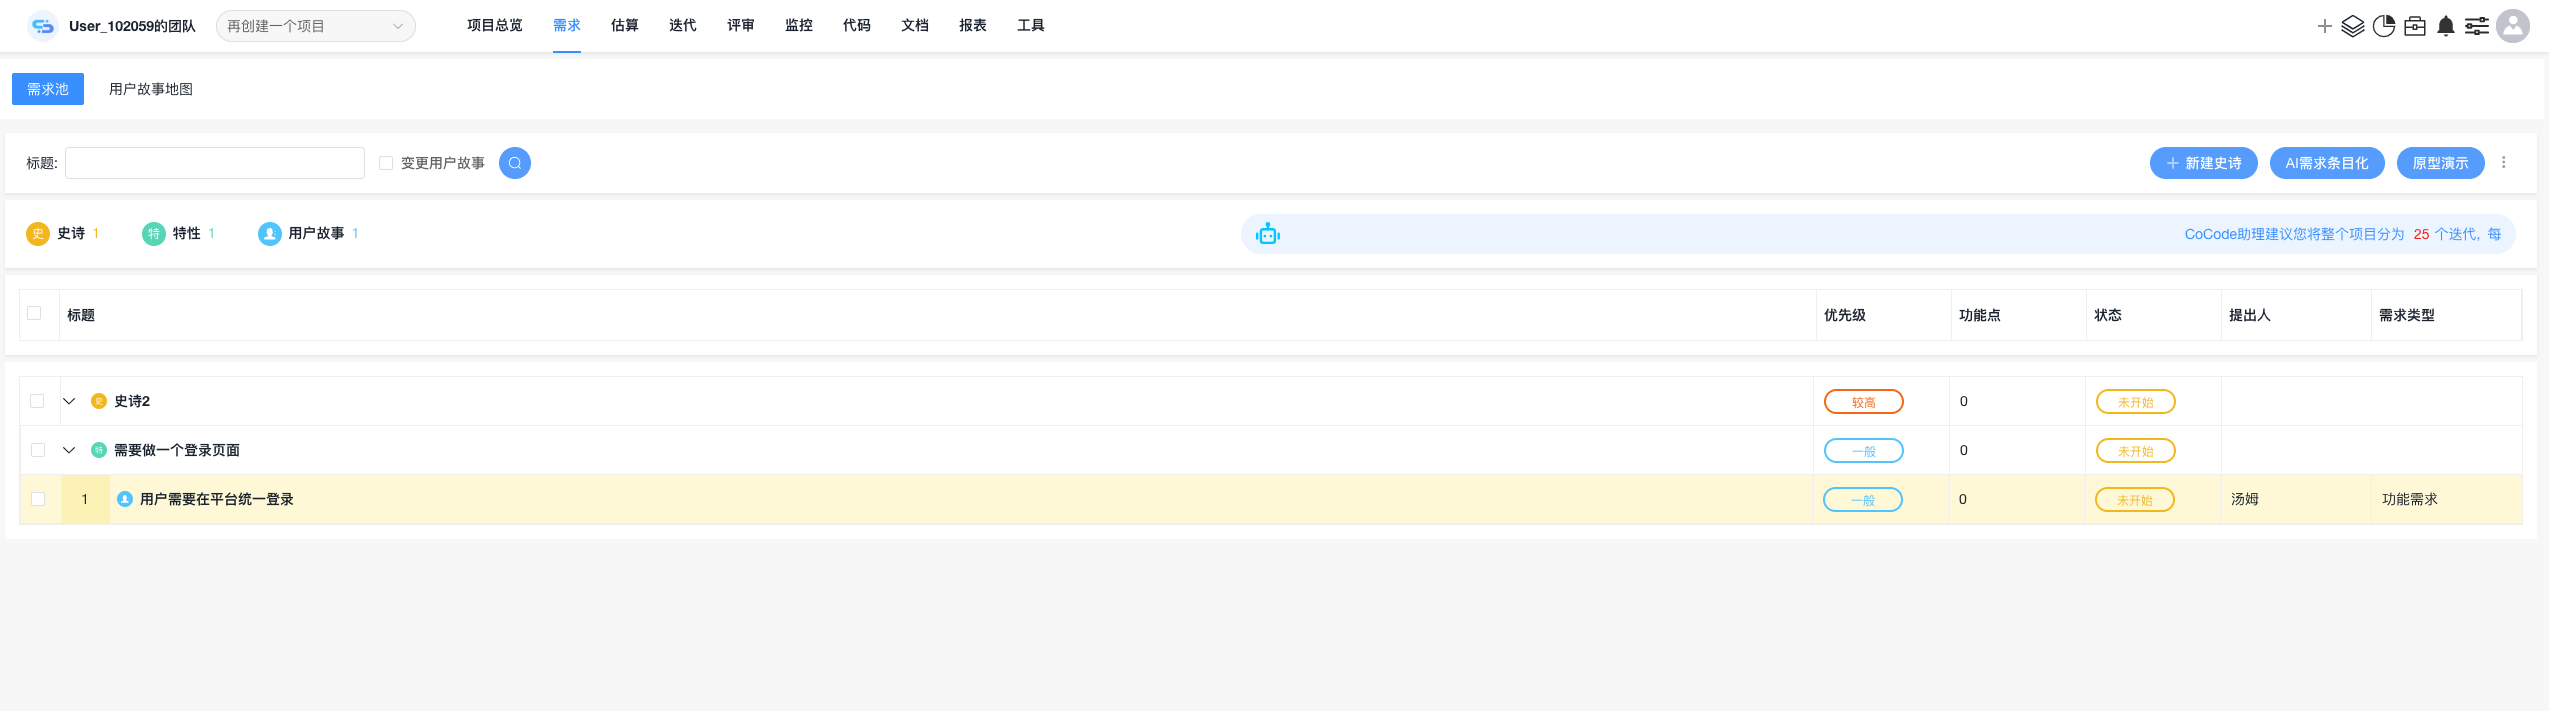 User_102059的团队 再创建一个项目 项目总览 需求 估算 迭代 评审 监控 代码 文档 报表 工具
需求池 用户故事地图
标题: 变更用户故事 新建史诗 AI需求条目化 原型演示
史 史诗 1 特 特性 1 用户故事 1 CoCode助理建议您将整个项目分为 25 个迭代, 每
标题 优先级 功能点 状态 提出人 需求类型
史 史诗2 较高 0 未开始
特 需要做一个登录页面 一般 0 未开始
1 用户需要在平台统一登录 一般 0 未开始 汤姆 功能需求